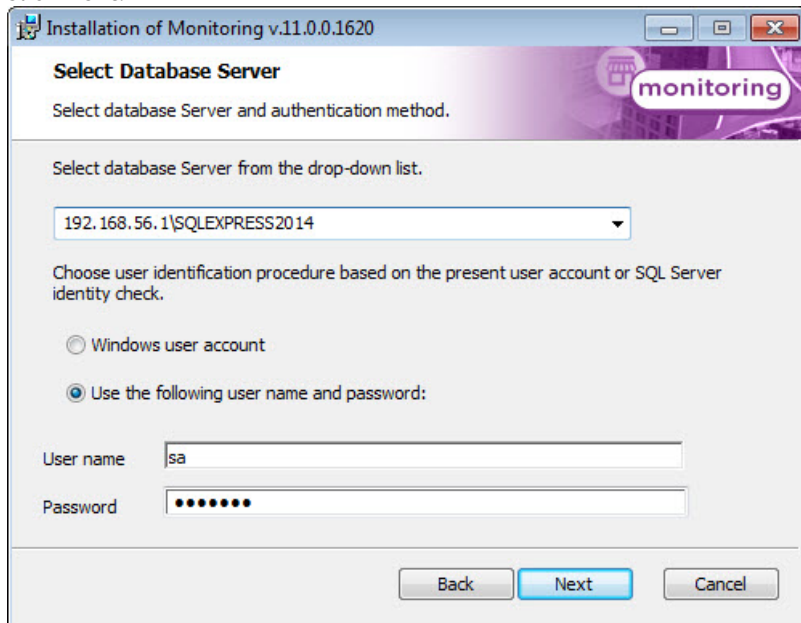 Installation of Monitoring v.11.0.0.1620
Select Database Server
monitoring
Select database Server and authentication method.
Select database Server from the drop-down list.
192.168.56.1\SQLEXPRESS2014
Choose user identification procedure based on the present user account or SQL Server
identity check.
Windows user account
Use the following user name and password:
User name sa
Password •••••••
Back Next Cancel